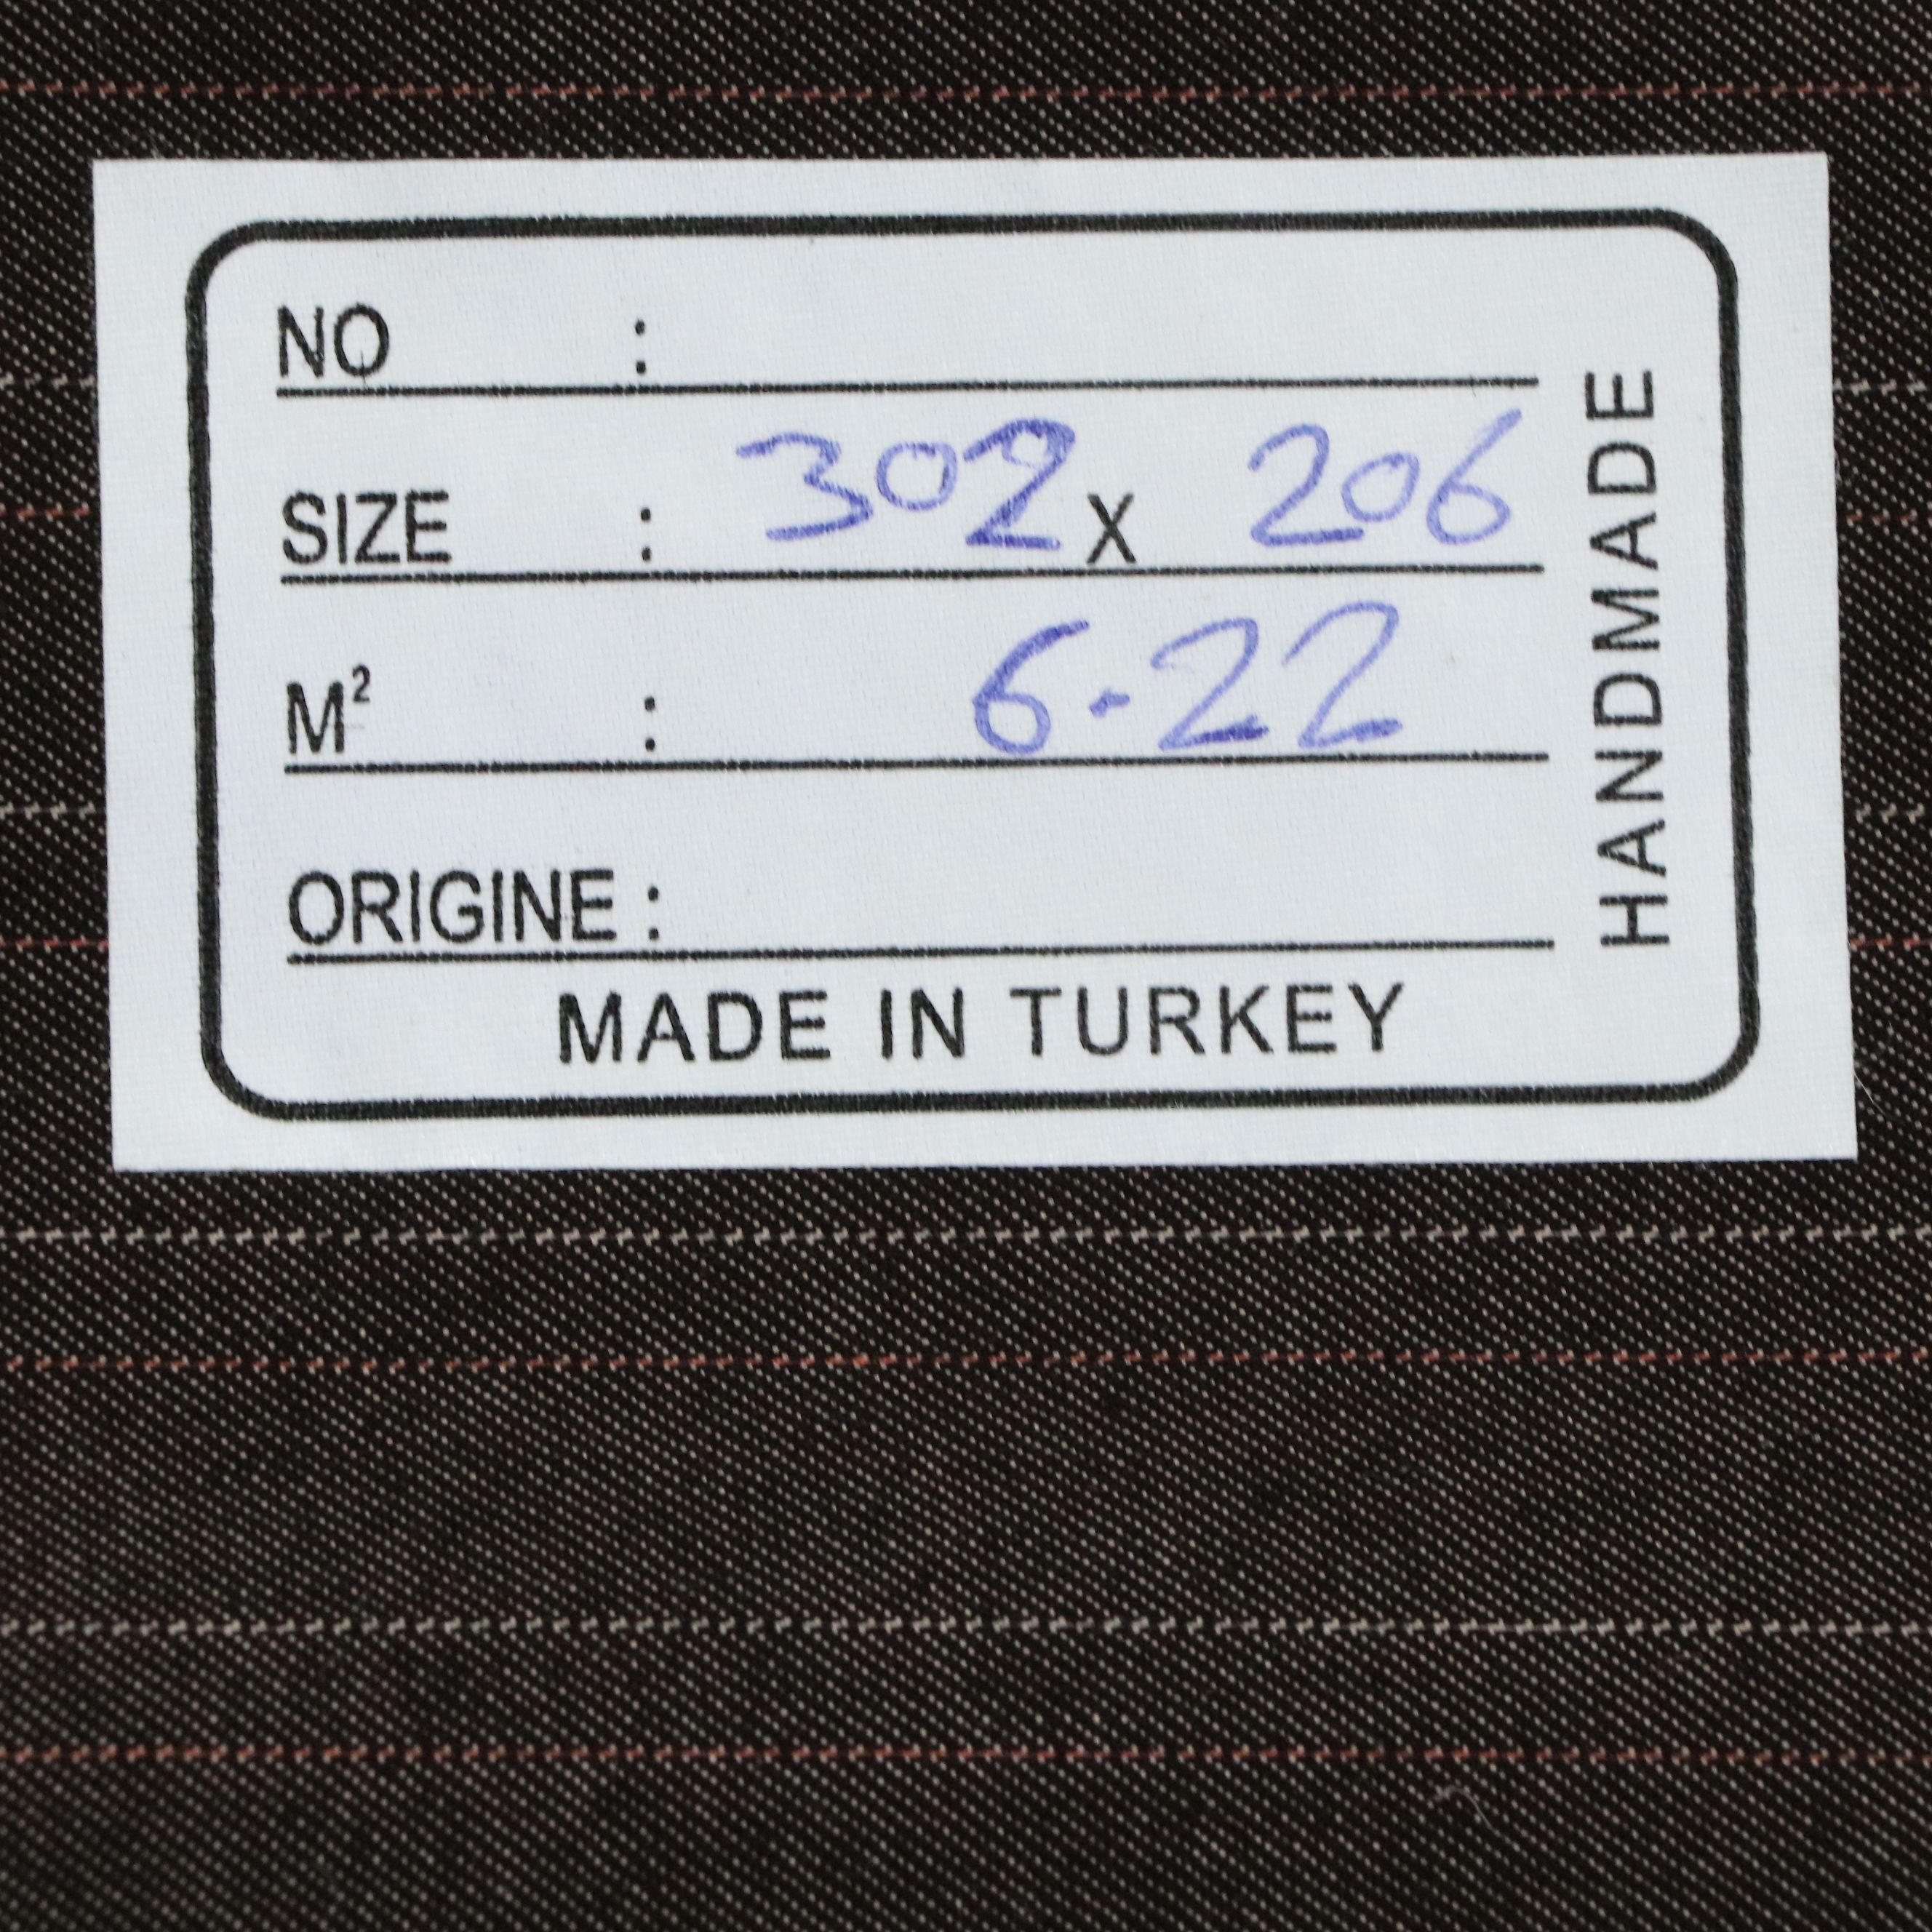 NO :
SIZE : 302 X 206
M² : 6.22
ORIGINE :
MADE IN TURKEY
HANDMADE